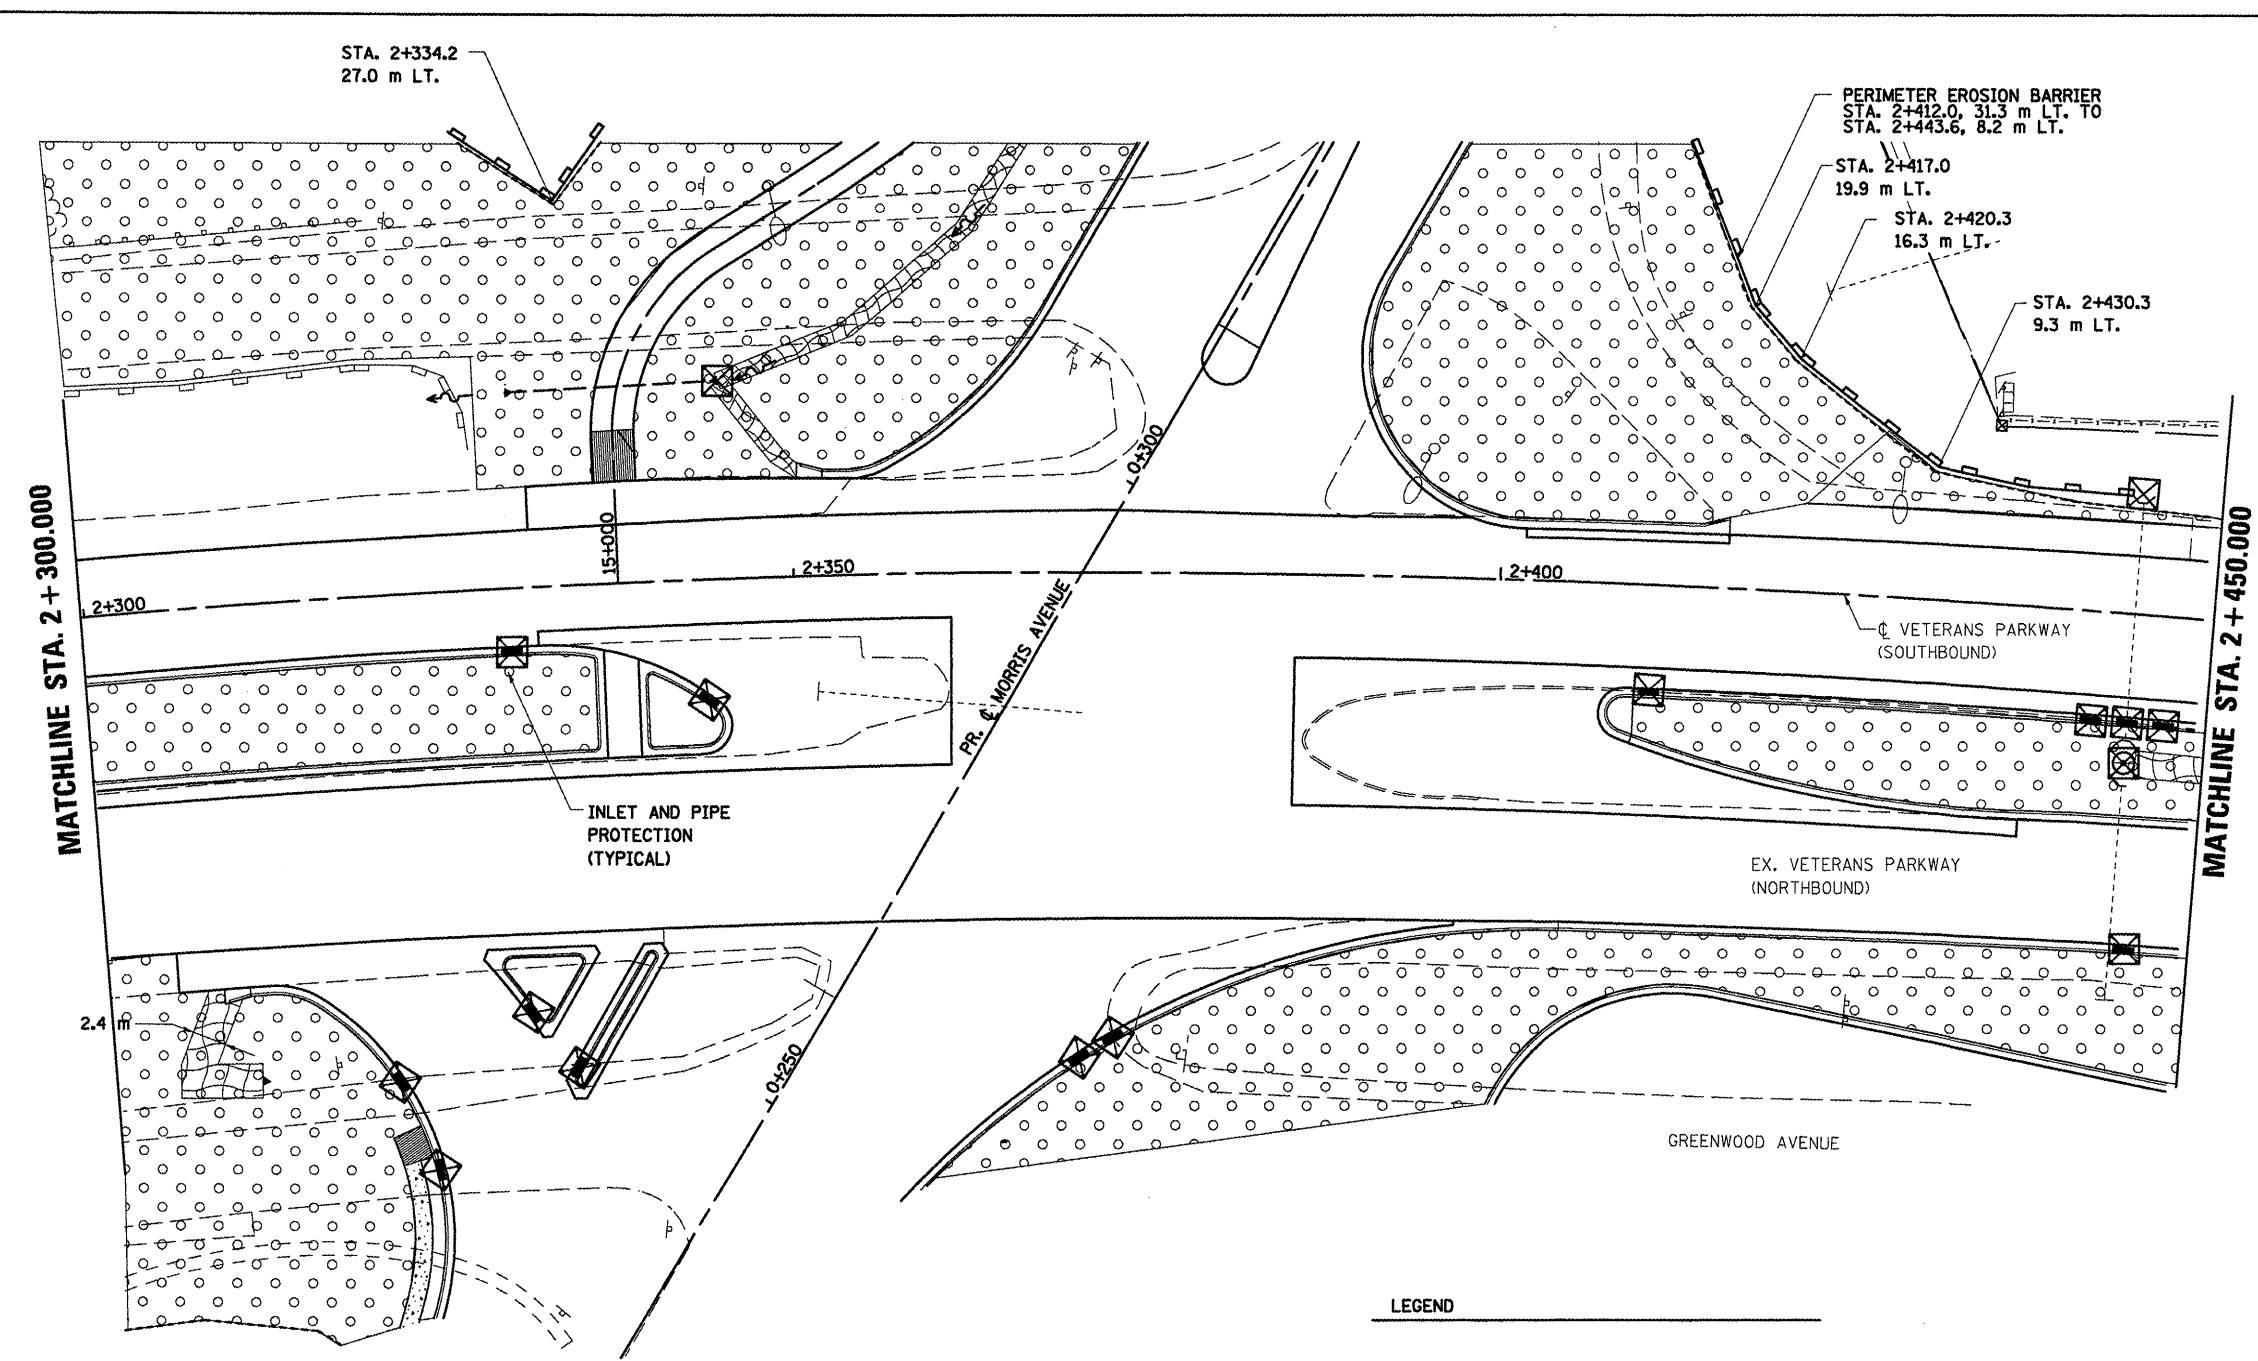 STA. 2+334.2
27.0 m LT.
PERIMETER EROSION BARRIER
STA. 2+412.0, 31.3 m LT. TO
STA. 2+443.6, 8.2 m LT.
STA. 2+417.0
19.9 m LT.
STA. 2+420.3
16.3 m LT.
STA. 2+430.3
9.3 m LT.
MATCHLINE STA. 2+300.000
2+300
15+000
2+350
0+300
2+400
℄ VETERANS PARKWAY
(SOUTHBOUND)
MATCHLINE STA. 2+450.000
PR. ℄ MORRIS AVENUE
INLET AND PIPE
PROTECTION
(TYPICAL)
EX. VETERANS PARKWAY
(NORTHBOUND)
2.4 m
0+250
GREENWOOD AVENUE
LEGEND